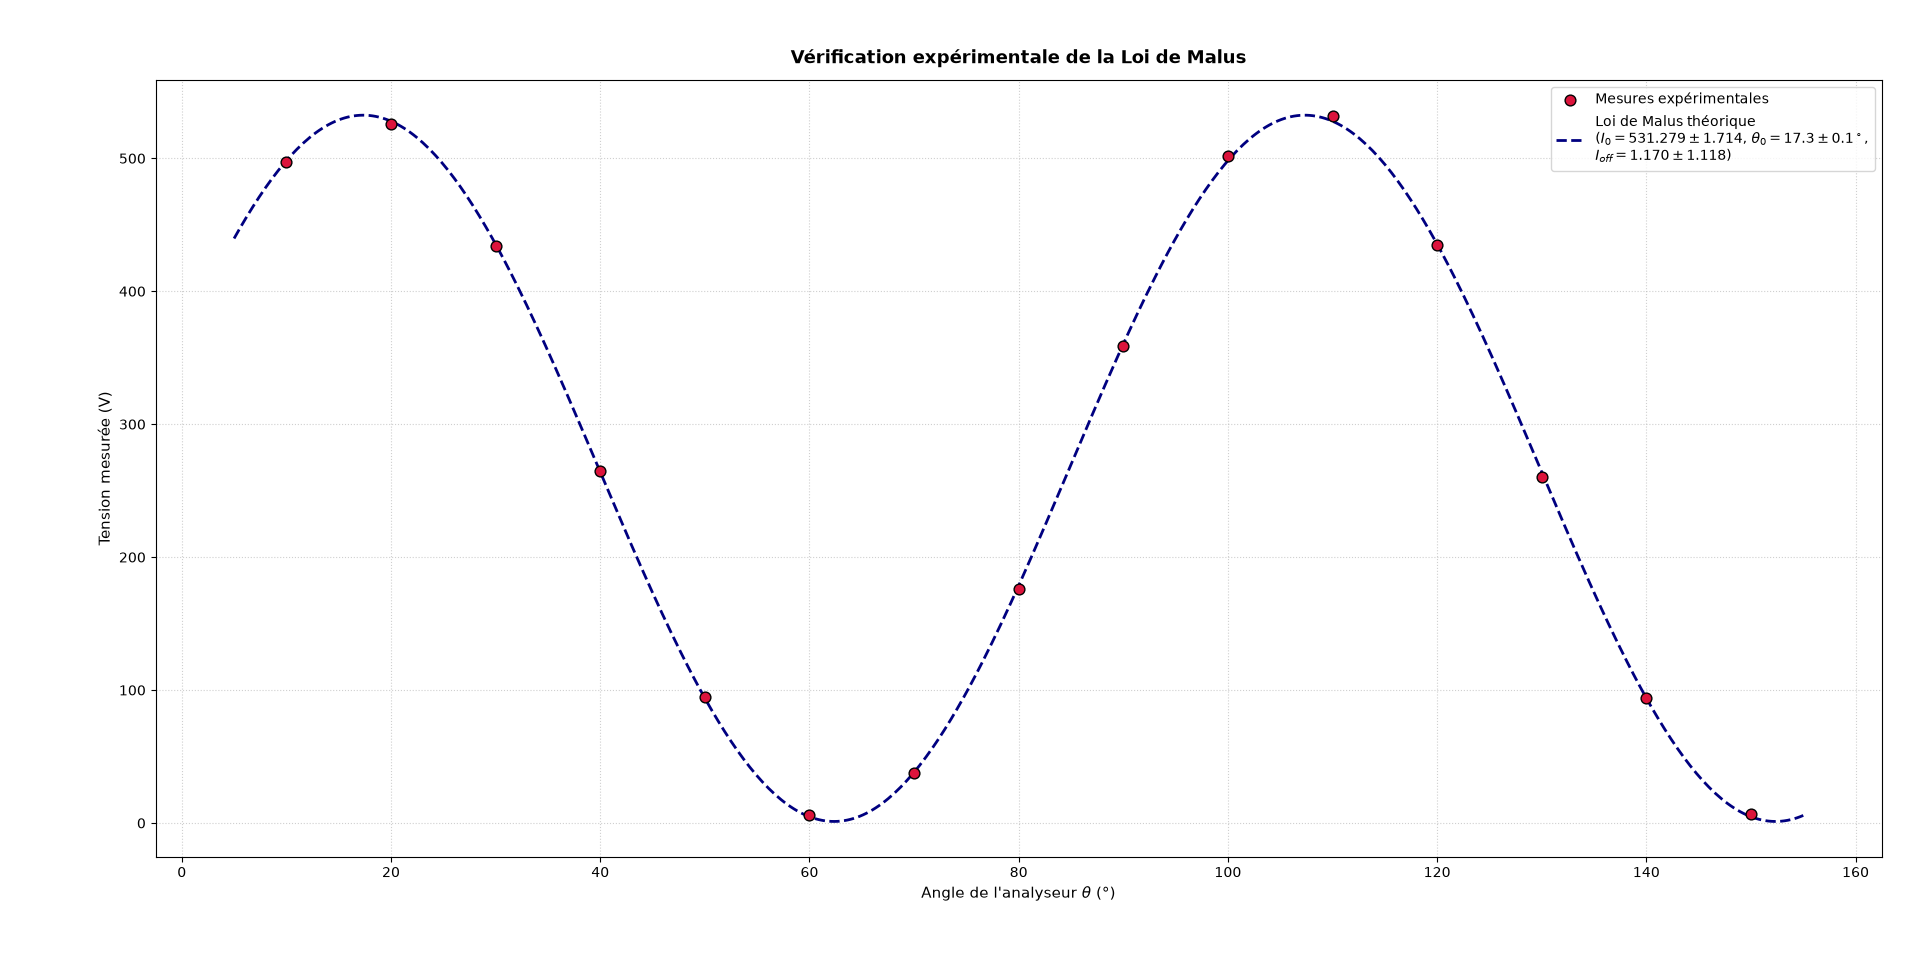 Vérification expérimentale de la Loi de Malus
Mesures expérimentales
Loi de Malus théorique
(I₀ = 531.279 ± 1.714, θ₀ = 17.3 ± 0.1°,
I_off = 1.170 ± 1.118)
Tension mesurée (V)
500
400
300
200
100
0
0 20 40 60 80 100 120 140 160
Angle de l'analyseur θ (°)